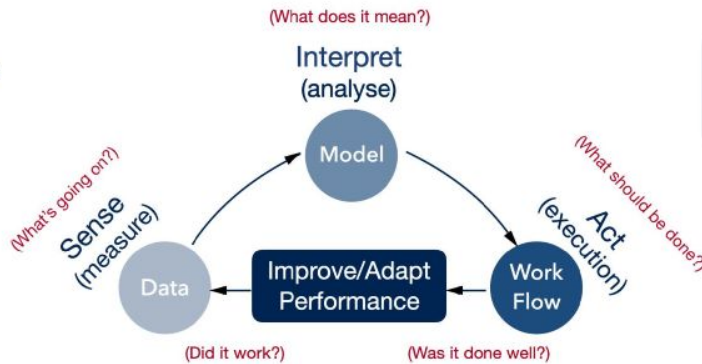 (What does it mean?)
Interpret
(analyse)
Model
(What's going on?)
Sense
(measure)
Data
(What should be done?)
Act
(execution)
Work
Flow
Improve/Adapt
Performance
(Did it work?)
(Was it done well?)